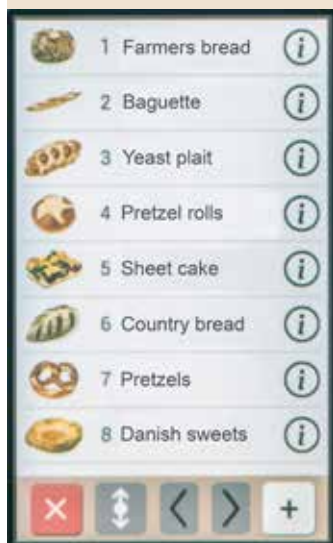 1 Farmers bread
2 Baguette
3 Yeast plait
4 Pretzel rolls
5 Sheet cake
6 Country bread
7 Pretzels
8 Danish sweets